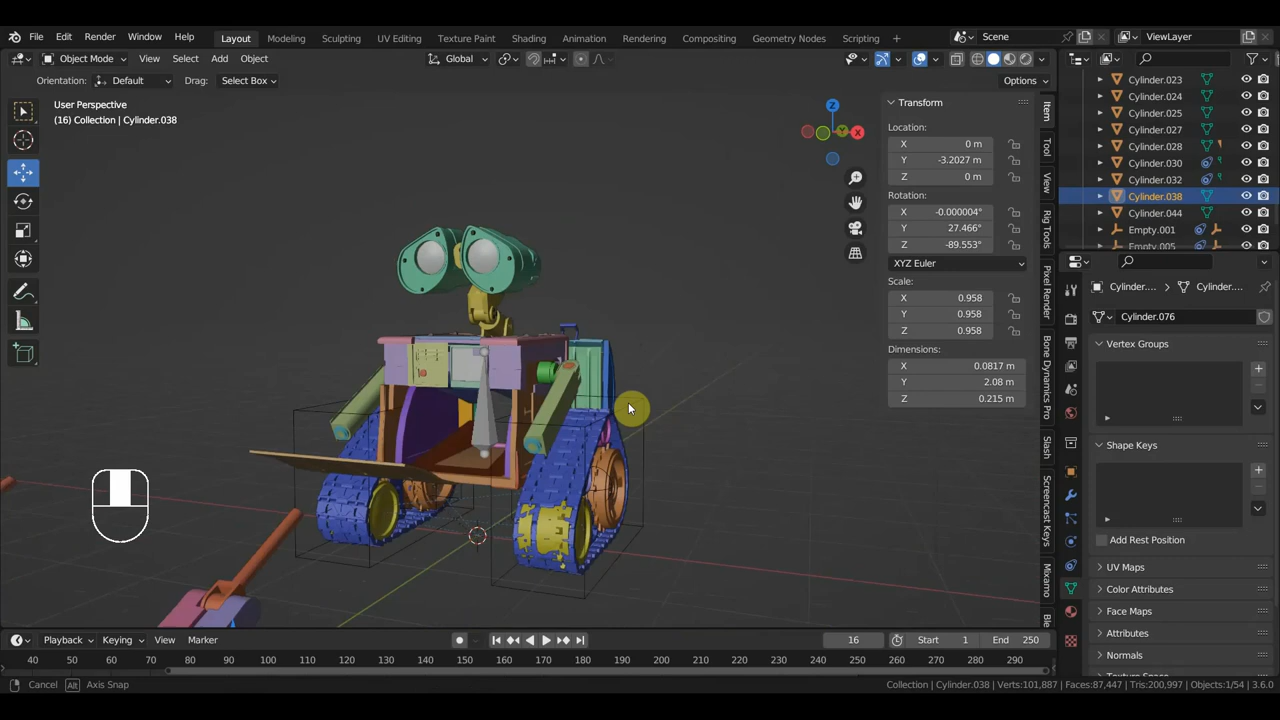 File Edit Render Window Help Layout Modeling Sculpting UV Editing Texture Paint Shading Animation Rendering Compositing Geometry Nodes Scripting + Scene ViewLayer
Object Mode View Select Add Object Global
Orientation: Default Drag: Select Box Options
User Perspective
(16) Collection | Cylinder.038
Transform
Location:
X 0 m
Y -3.2027 m
Z 0 m
Rotation:
X -0.000004°
Y 27.466°
Z -89.553°
XYZ Euler
Scale:
X 0.958
Y 0.958
Z 0.958
Dimensions:
X 0.0817 m
Y 2.08 m
Z 0.215 m
Z
Y
X
Item
Tool
View
Rig Tools
Pixel Render
Bone Dynamics Pro
Slash
Screencast Keys
Mixamo
Ble
Cylinder.023
Cylinder.024
Cylinder.025
Cylinder.027
Cylinder.028
Cylinder.030
Cylinder.032
Cylinder.038
Cylinder.044
Empty.001
Empty.005
Cylinder.... Cylinder....
Cylinder.076
Vertex Groups
Shape Keys
Add Rest Position
UV Maps
Color Attributes
Face Maps
Attributes
Normals
Texture Space
Playback Keying View Marker 16 Start 1 End 250
40 50 60 70 80 90 100 110 120 130 140 150 160 170 180 190 200 210 220 230 240 250 260 270 280 290
Cancel Alt Axis Snap Collection | Cylinder.038 | Verts:101,887 | Faces:87,447 | Tris:200,997 | Objects:1/54 | 3.6.0